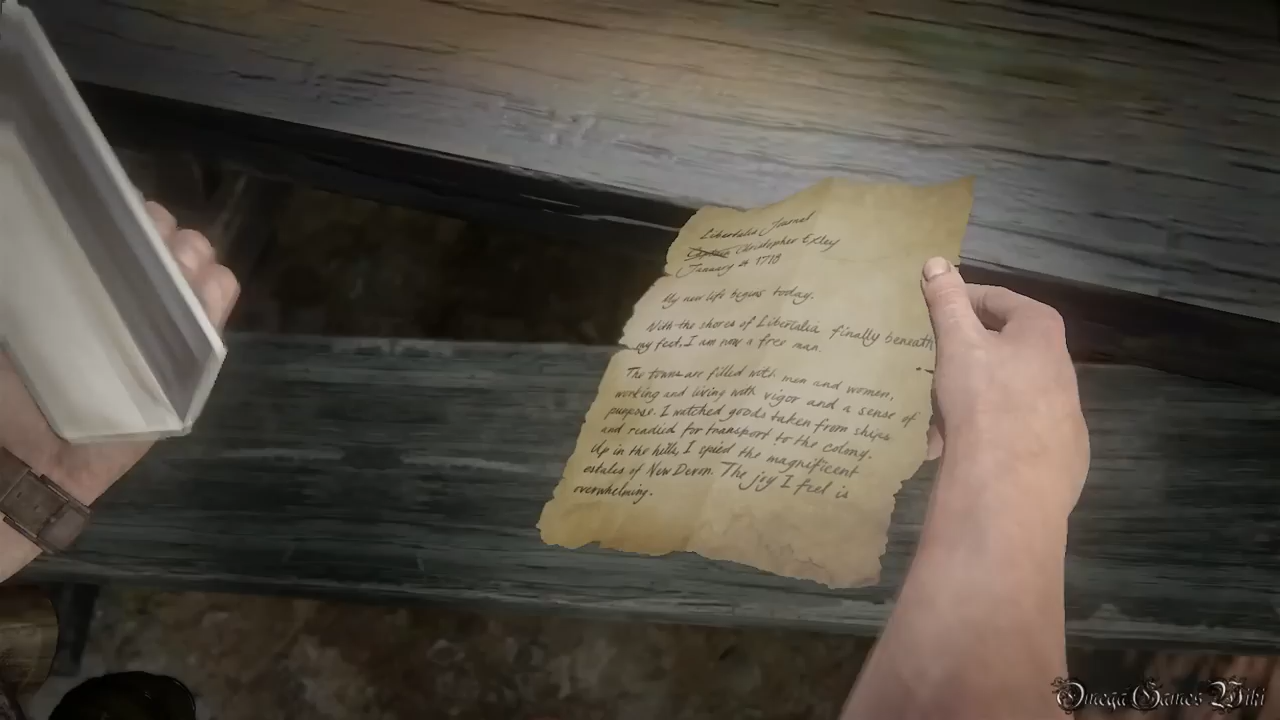 Libertalia Journal
Captain Christopher Exley
January 4 1718
My new life begins today.
With the shores of Libertalia finally beneath
my feet, I am now a free man.
The towns are filled with men and women,
working and living with vigor and a sense of
purpose. I watched goods taken from ships
and readied for transport to the colony.
Up in the hills, I spied the magnificent
estates of New Devon. The joy I feel is
overwhelming.
Omega Games Wiki